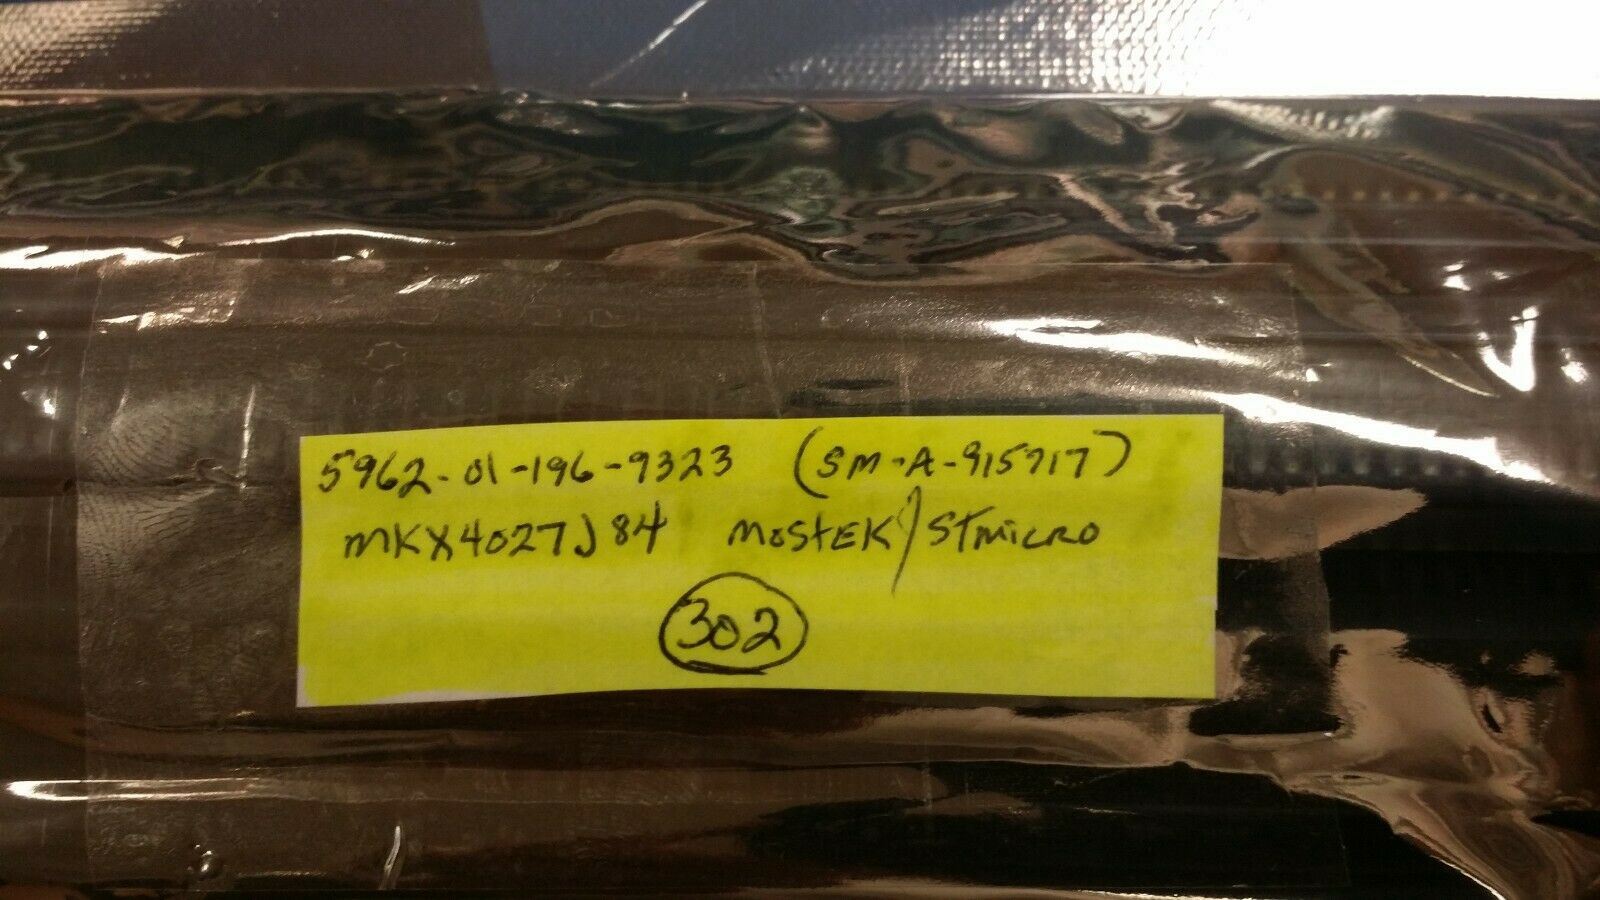 5962-01-196-9323 (SM-A-915717)
MKX4027J84 MOSTEK/STMICRO
302